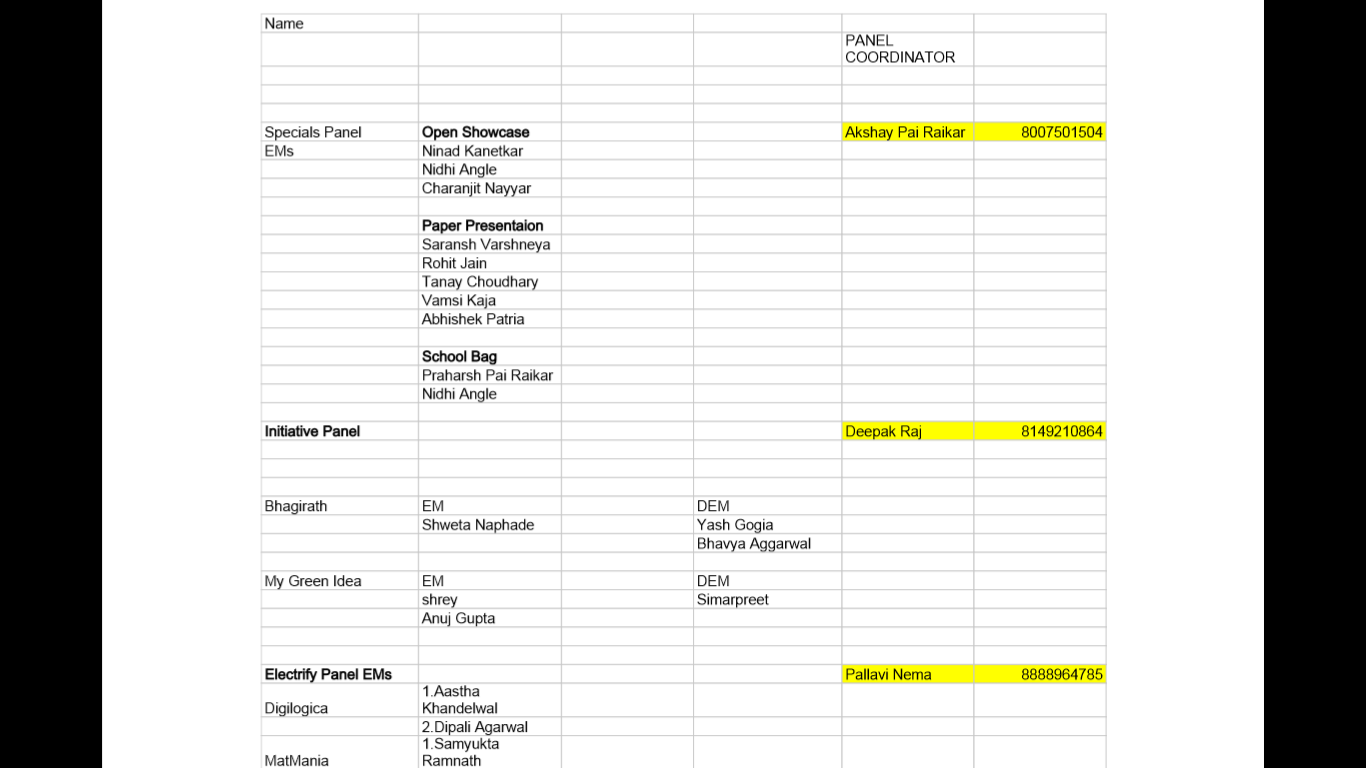 Name
PANEL
COORDINATOR
Specials Panel Open Showcase Akshay Pai Raikar 8007501504
EMs Ninad Kanetkar
Nidhi Angle
Charanjit Nayyar
Paper Presentaion
Saransh Varshneya
Rohit Jain
Tanay Choudhary
Vamsi Kaja
Abhishek Patria
School Bag
Praharsh Pai Raikar
Nidhi Angle
Initiative Panel Deepak Raj 8149210864
Bhagirath EM DEM
Shweta Naphade Yash Gogia
Bhavya Aggarwal
My Green Idea EM DEM
shrey Simarpreet
Anuj Gupta
Electrify Panel EMs Pallavi Nema 8888964785
1.Aastha
Digilogica Khandelwal
2.Dipali Agarwal
1.Samyukta
MatMania Ramnath